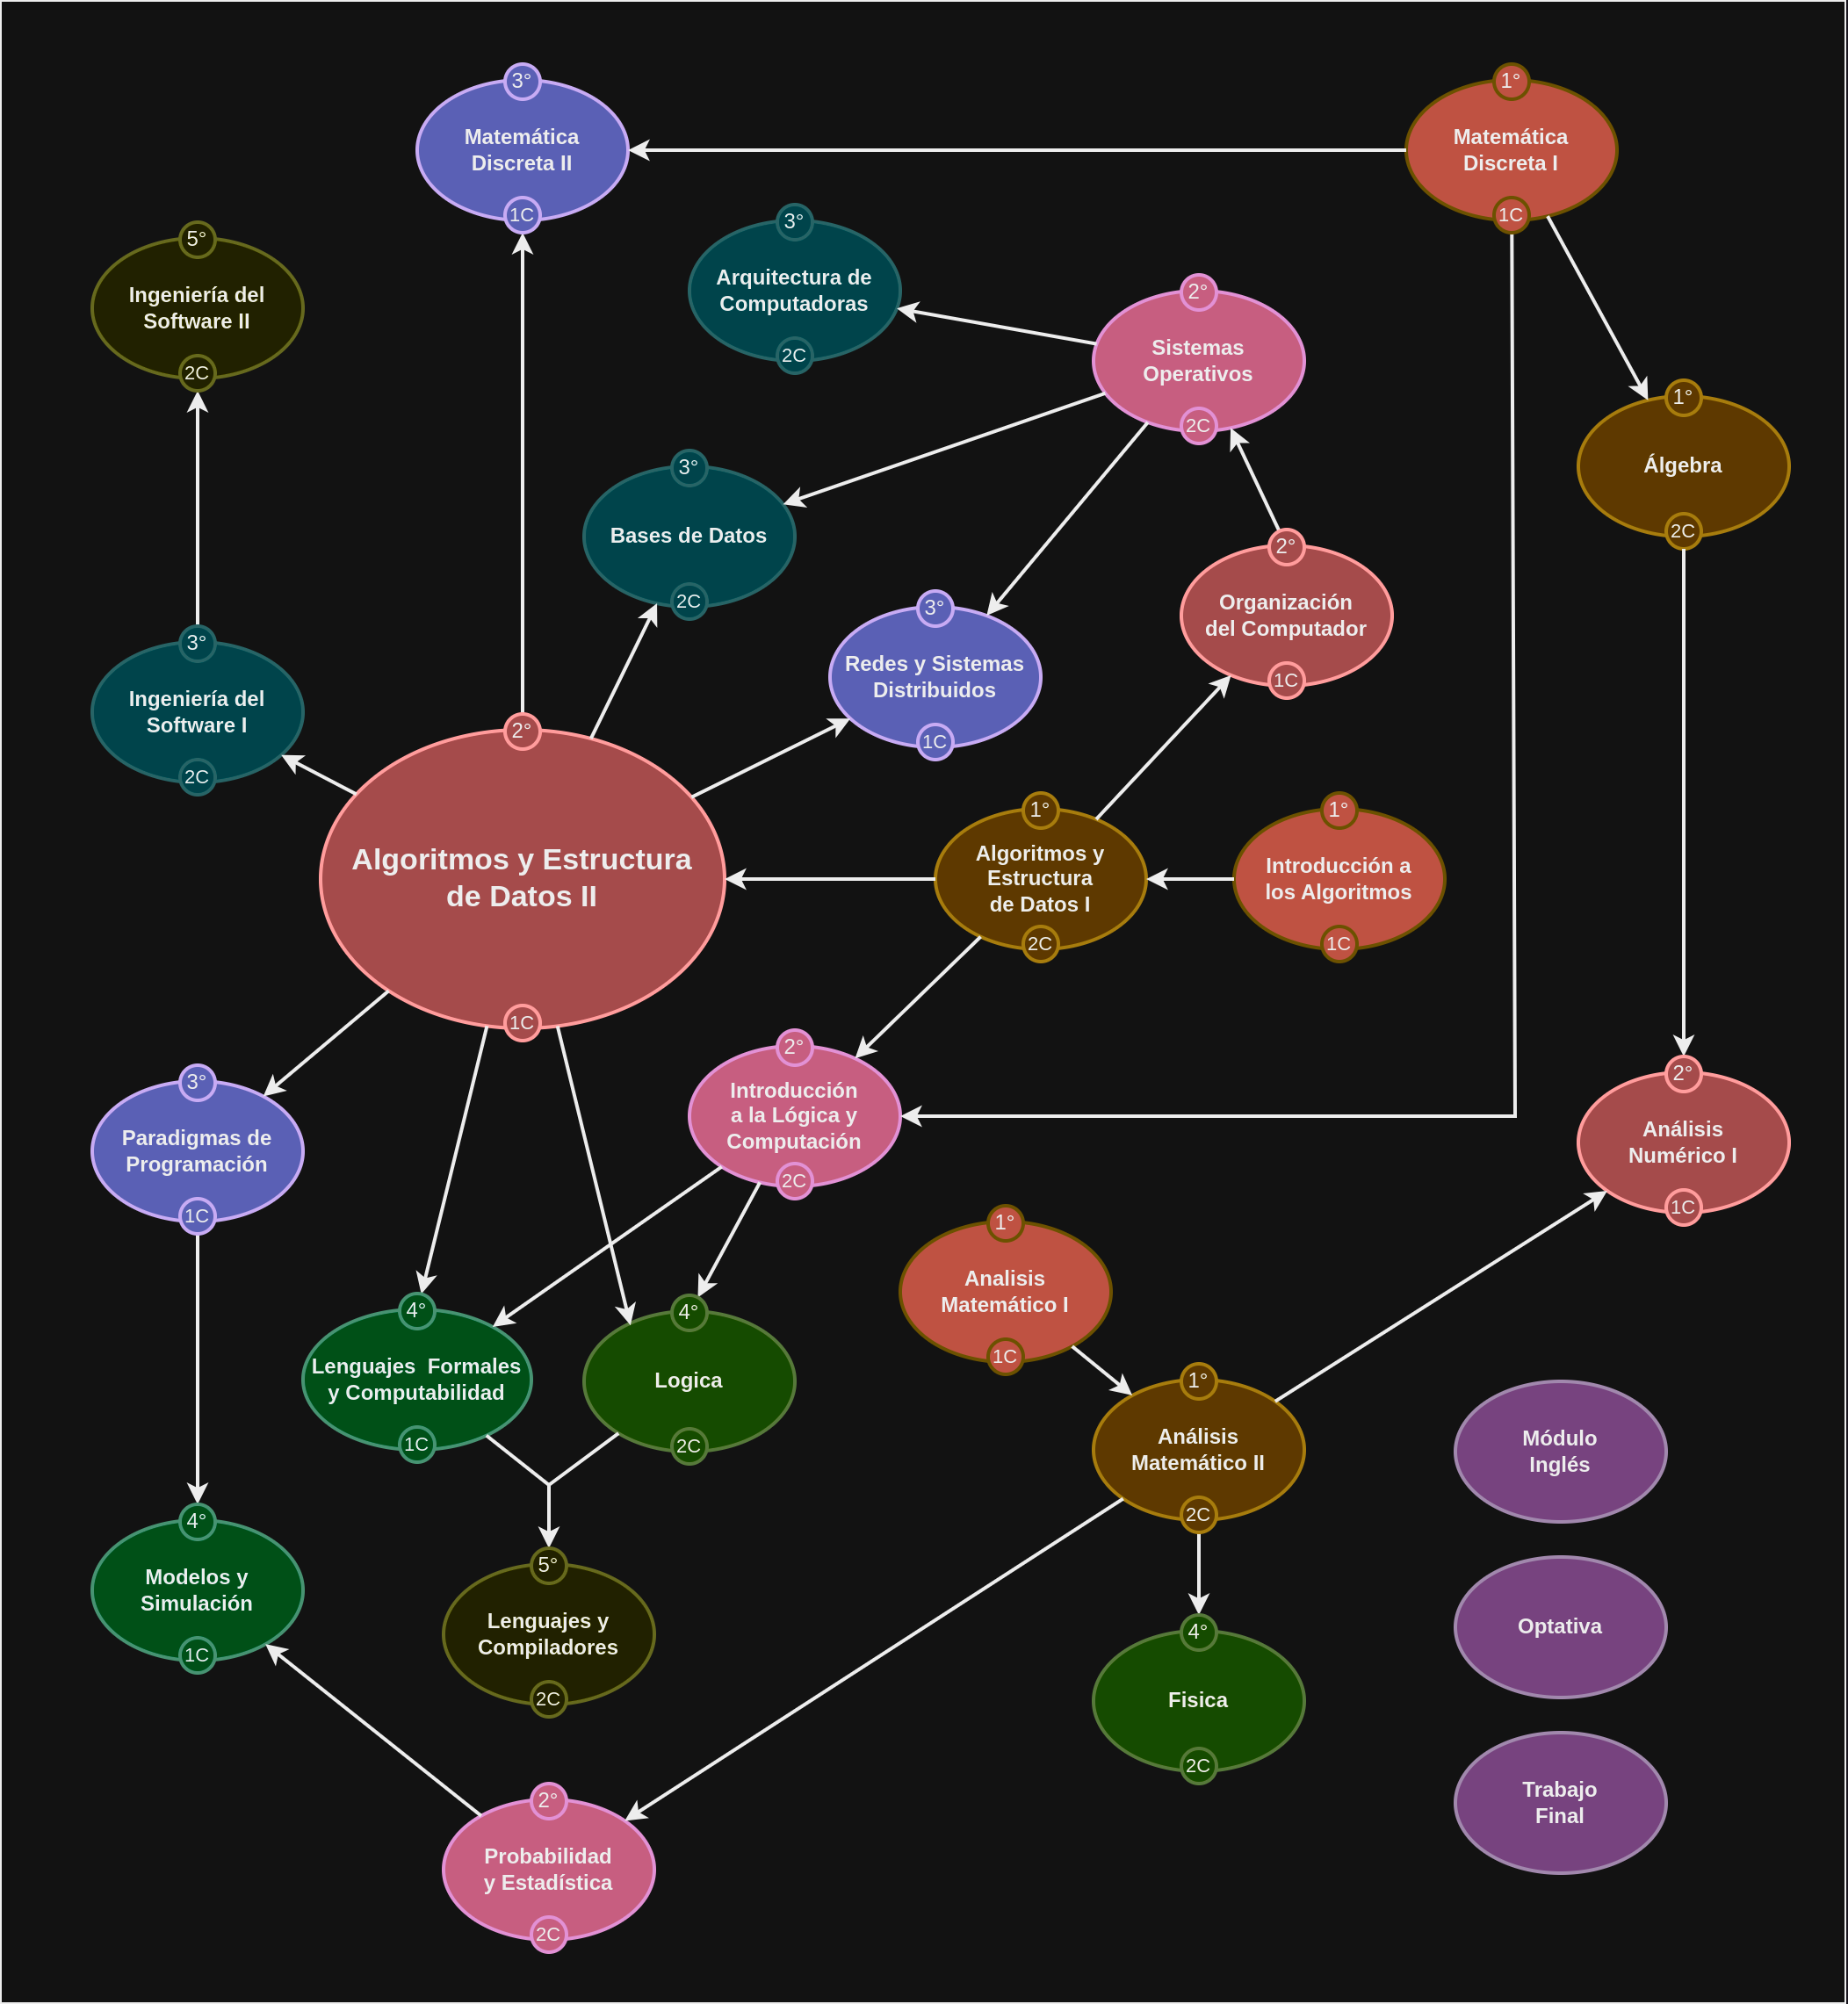 3°
Matemática
Discreta II
1C
1°
Matemática
Discreta I
1C
3°
Arquitectura de
Computadoras
2C
5°
Ingeniería del
Software II
2C
2°
Sistemas
Operativos
2C
1°
Álgebra
2C
3°
Bases de Datos
2C
2°
Organización
del Computador
1C
3°
Redes y Sistemas
Distribuidos
1C
3°
Ingeniería del
Software I
2C
2°
Algoritmos y Estructura
de Datos II
1C
1°
Algoritmos y
Estructura
de Datos I
2C
1°
Introducción a
los Algoritmos
1C
2°
Introducción
a la Lógica y
Computación
2C
3°
Paradigmas de
Programación
1C
2°
Análisis
Numérico I
1C
1°
Analisis
Matemático I
1C
4°
Lenguajes  Formales
y Computabilidad
1C
4°
Logica
2C
1°
Análisis
Matemático II
2C
Módulo
Inglés
4°
Modelos y
Simulación
1C
5°
Lenguajes y
Compiladores
2C
Optativa
4°
Fisica
2C
Trabajo
Final
2°
Probabilidad
y Estadística
2C